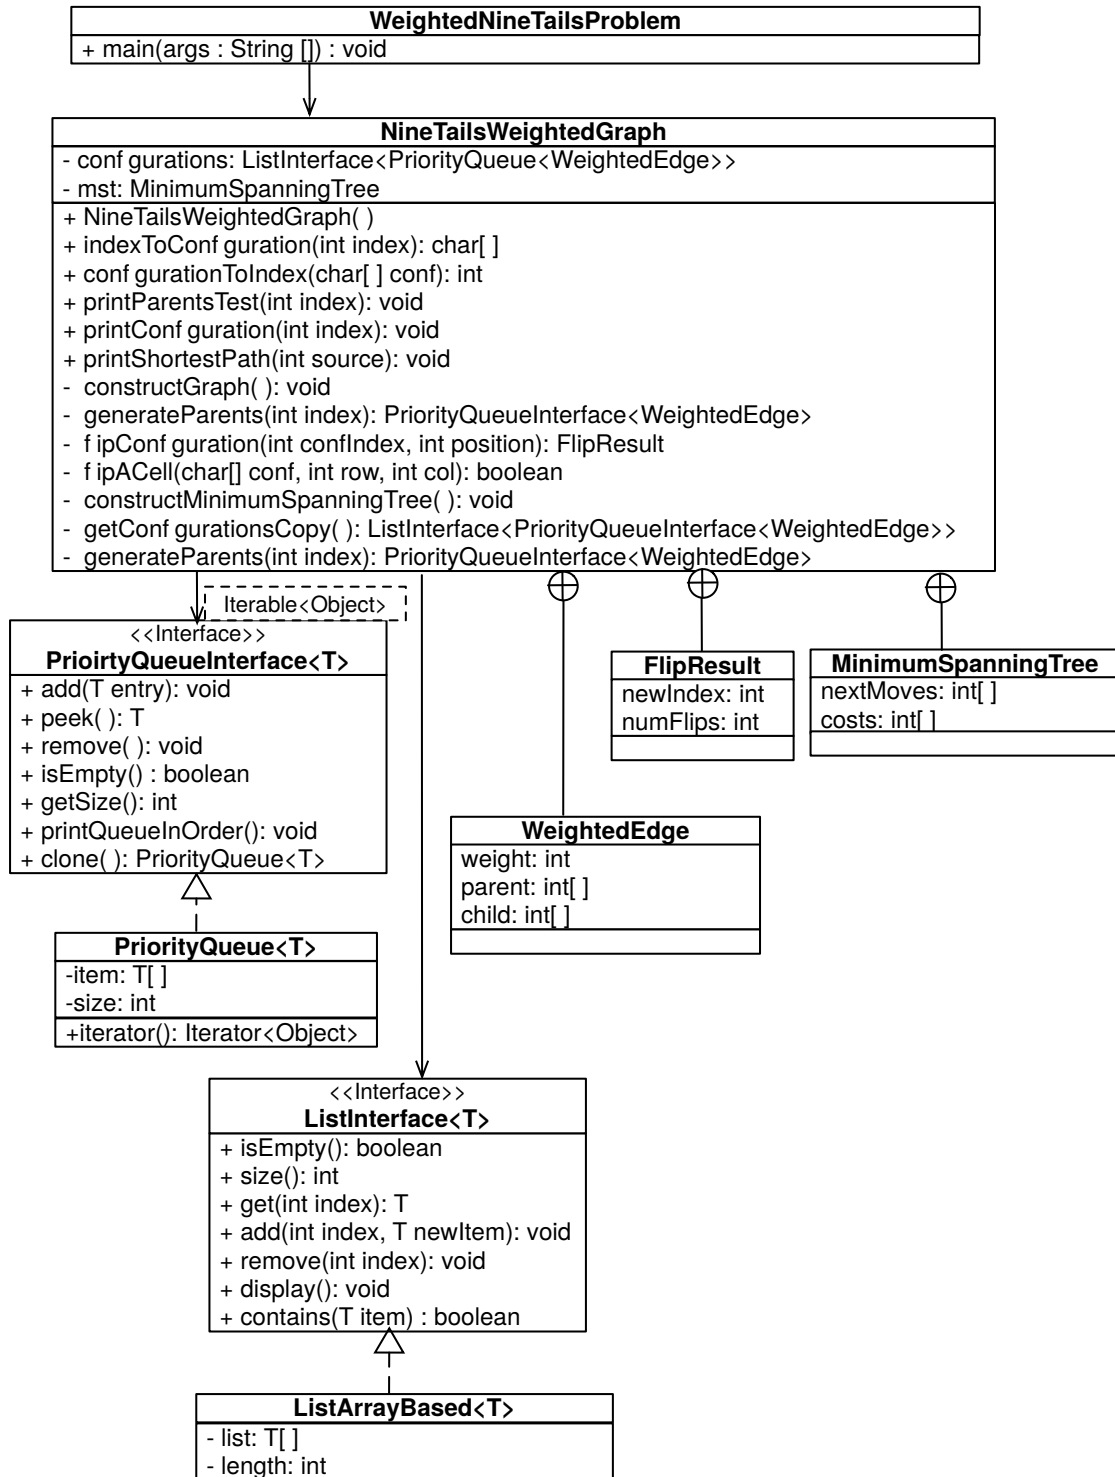 WeightedNineTailsProblem
+ main(args : String []) : void
NineTailsWeightedGraph
- conf gurations: ListInterface<PriorityQueue<WeightedEdge>>
- mst: MinimumSpanningTree
+ NineTailsWeightedGraph( )
+ indexToConf guration(int index): char[ ]
+ conf gurationToIndex(char[ ] conf): int
+ printParentsTest(int index): void
+ printConf guration(int index): void
+ printShortestPath(int source): void
- constructGraph( ): void
- generateParents(int index): PriorityQueueInterface<WeightedEdge>
- f ipConf guration(int confIndex, int position): FlipResult
- f ipACell(char[] conf, int row, int col): boolean
- constructMinimumSpanningTree( ): void
- getConf gurationsCopy( ): ListInterface<PriorityQueueInterface<WeightedEdge>>
- generateParents(int index): PriorityQueueInterface<WeightedEdge>
Iterable<Object>
<<Interface>>
PrioirtyQueueInterface<T>
+ add(T entry): void
+ peek( ): T
+ remove( ): void
+ isEmpty() : boolean
+ getSize(): int
+ printQueueInOrder(): void
+ clone( ): PriorityQueue<T>
FlipResult
newIndex: int
numFlips: int
MinimumSpanningTree
nextMoves: int[ ]
costs: int[ ]
WeightedEdge
weight: int
parent: int[ ]
child: int[ ]
PriorityQueue<T>
-item: T[ ]
-size: int
+iterator(): Iterator<Object>
<<Interface>>
ListInterface<T>
+ isEmpty(): boolean
+ size(): int
+ get(int index): T
+ add(int index, T newItem): void
+ remove(int index): void
+ display(): void
+ contains(T item) : boolean
ListArrayBased<T>
- list: T[ ]
- length: int